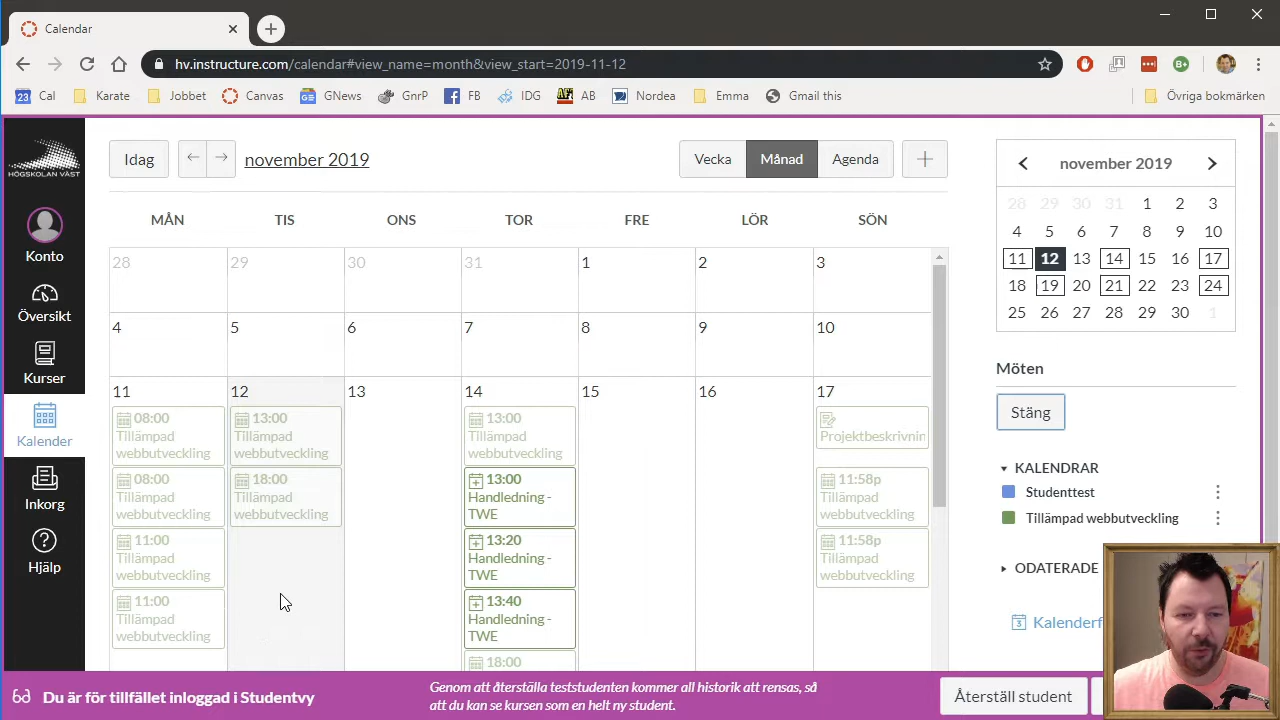 Calendar
hv.instructure.com/calendar#view_name=month&view_start=2019-11-12
23 Cal Karate Jobbet Canvas GNews GnrP FB IDG AB Nordea Emma Gmail this Övriga bokmärken
HÖGSKOLAN VÄST
Konto
Översikt
Kurser
Kalender
Inkorg
Hjälp
Idag november 2019 Vecka Månad Agenda
MÅN TIS ONS TOR FRE LÖR SÖN
28 29 30 31 1 2 3
4 5 6 7 8 9 10
11 12 13 14 15 16 17
08:00
Tillämpad
webbutveckling
08:00
Tillämpad
webbutveckling
11:00
Tillämpad
webbutveckling
11:00
Tillämpad
webbutveckling
13:00
Tillämpad
webbutveckling
18:00
Tillämpad
webbutveckling
13:00
Tillämpad
webbutveckling
13:00
Handledning -
TWE
13:20
Handledning -
TWE
13:40
Handledning -
TWE
18:00
Projektbeskrivnin
11:58p
Tillämpad
webbutveckling
11:58p
Tillämpad
webbutveckling
november 2019
28 29 30 31 1 2 3
4 5 6 7 8 9 10
11 12 13 14 15 16 17
18 19 20 21 22 23 24
25 26 27 28 29 30 1
Möten
Stäng
KALENDRAR
Studenttest
Tillämpad webbutveckling
ODATERADE
3 Kalenderf
Du är för tillfället inloggad i Studentvy
Genom att återställa teststudenten kommer all historik att rensas, så
att du kan se kursen som en helt ny student.
Återställ student